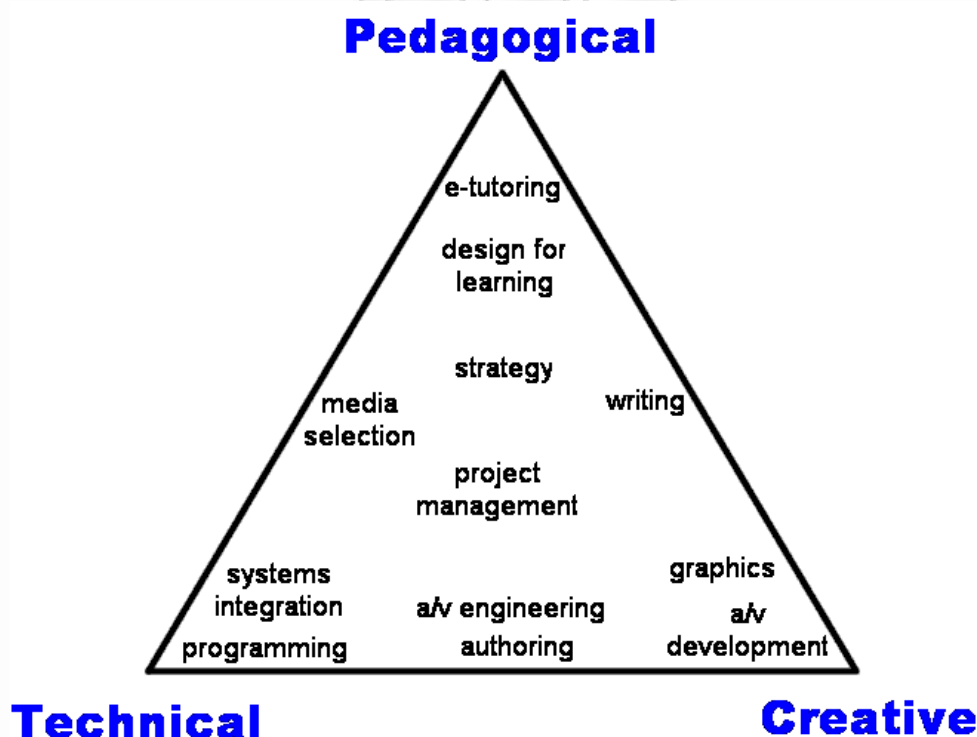 Pedagogical
e-tutoring
design for
learning
strategy
media
selection
writing
project
management
systems
integration
programming
a/v engineering
authoring
graphics
a/v
development
Technical
Creative